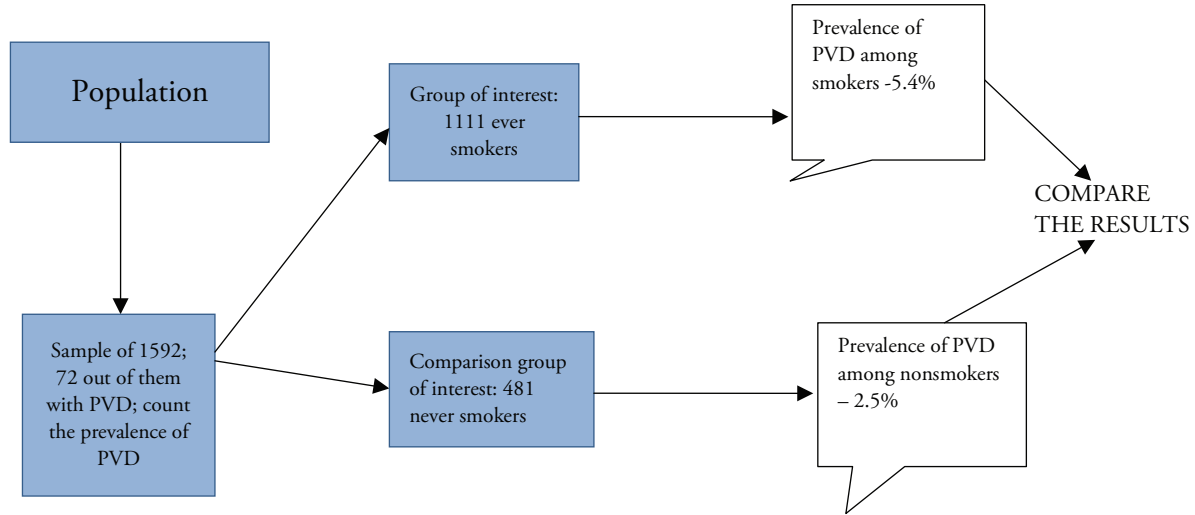 Population
Sample of 1592;
72 out of them
with PVD; count
the prevalence of
PVD
Group of interest:
1111 ever
smokers
Comparison group
of interest: 481
never smokers
Prevalence of
PVD among
smokers -5.4%
Prevalence of PVD
among nonsmokers
– 2.5%
COMPARE
THE RESULTS